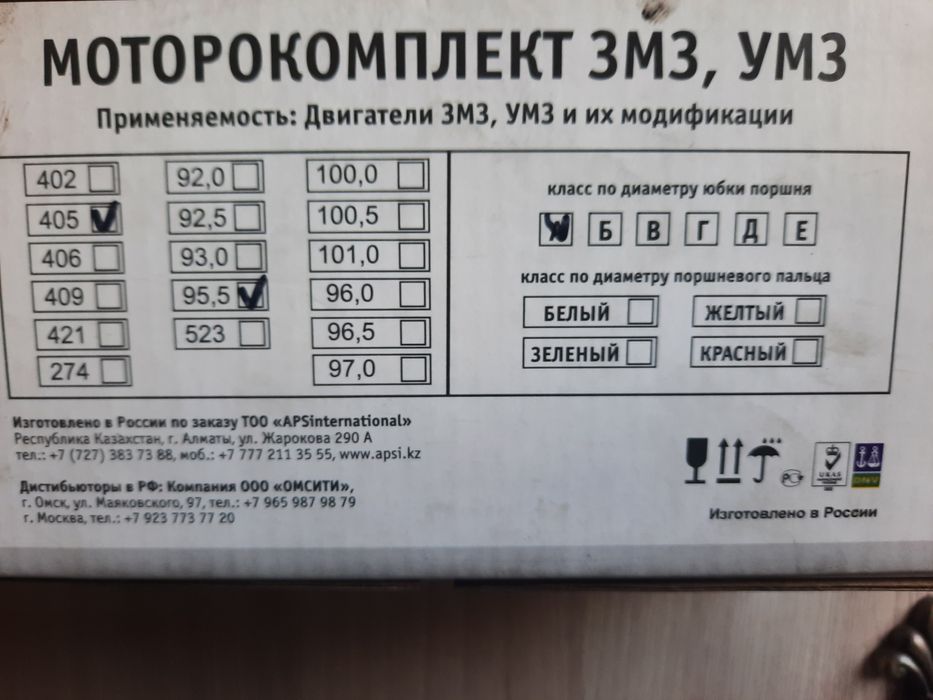 МОТОРОКОМПЛЕКТ ЗМЗ, УМЗ
Применяемость: Двигатели ЗМЗ, УМЗ и их модификации
402
405
406
409
421
274
92,0
92,5
93,0
95,5
523
100,0
100,5
101,0
96,0
96,5
97,0
класс по диаметру юбки поршня
Б В Г Д Е
класс по диаметру поршневого пальца
БЕЛЫЙ ЖЕЛТЫЙ
ЗЕЛЕНЫЙ КРАСНЫЙ
Изготовлено в России по заказу ТОО «APSinternational»
Республика Казахстан, г. Алматы, ул. Жарокова 290 А
тел.: +7 (727) 383 73 88, моб.: +7 777 211 35 55, www.apsi.kz
Дистибьюторы в РФ: Компания ООО «ОМСИТИ»,
г. Омск, ул. Маяковского, 97, тел.: +7 965 987 98 79
г. Москва, тел.: +7 923 773 77 20
UKAS
DNV
Изготовлено в России